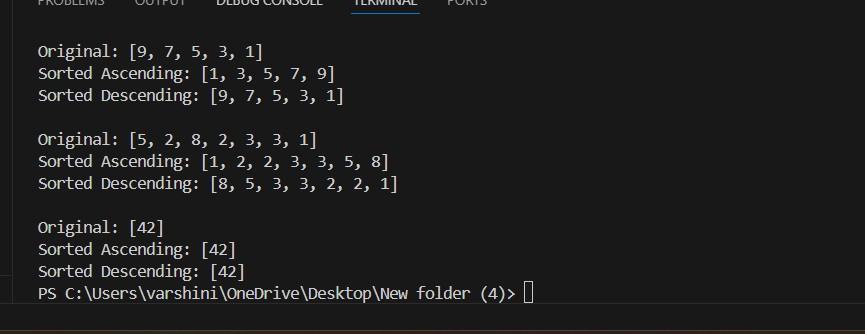 PROBLEMS OUTPUT DEBUG CONSOLE TERMINAL PORTS
Original: [9, 7, 5, 3, 1]
Sorted Ascending: [1, 3, 5, 7, 9]
Sorted Descending: [9, 7, 5, 3, 1]
Original: [5, 2, 8, 2, 3, 3, 1]
Sorted Ascending: [1, 2, 2, 3, 3, 5, 8]
Sorted Descending: [8, 5, 3, 3, 2, 2, 1]
Original: [42]
Sorted Ascending: [42]
Sorted Descending: [42]
PS C:\Users\varshini\OneDrive\Desktop\New folder (4)>